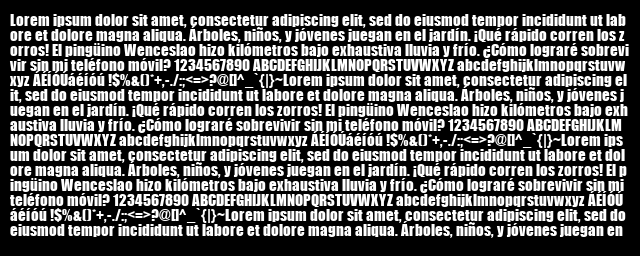 Lorem ipsum dolor sit amet, consectetur adipiscing elit, sed do eiusmod tempor incididunt ut lab
ore et dolore magna aliqua. Árboles, niños, y jóvenes juegan en el jardín. ¡Qué rápido corren los z
orros! El pingüino Wenceslao hizo kilómetros bajo exhaustiva lluvia y frío. ¿Cómo lograré sobrevi
vir sin mi teléfono móvil? 1234567890 ABCDEFGHIJKLMNOPQRSTUVWXYZ abcdefghijklmnopqrstuvw
xyz ÁÉÍÓÚáéíóú !$%&()*+,-./:;<=>?@[]^_`{|}~Lorem ipsum dolor sit amet, consectetur adipiscing el
it, sed do eiusmod tempor incididunt ut labore et dolore magna aliqua. Árboles, niños, y jóvenes j
uegan en el jardín. ¡Qué rápido corren los zorros! El pingüino Wenceslao hizo kilómetros bajo exh
austiva lluvia y frío. ¿Cómo lograré sobrevivir sin mi teléfono móvil? 1234567890 ABCDEFGHIJKLM
NOPQRSTUVWXYZ abcdefghijklmnopqrstuvwxyz ÁÉÍÓÚáéíóú !$%&()*+,-./:;<=>?@[]^_`{|}~Lorem ips
um dolor sit amet, consectetur adipiscing elit, sed do eiusmod tempor incididunt ut labore et dol
ore magna aliqua. Árboles, niños, y jóvenes juegan en el jardín. ¡Qué rápido corren los zorros! El p
ingüino Wenceslao hizo kilómetros bajo exhaustiva lluvia y frío. ¿Cómo lograré sobrevivir sin mi
teléfono móvil? 1234567890 ABCDEFGHIJKLMNOPQRSTUVWXYZ abcdefghijklmnopqrstuvwxyz ÁÉÍÓÚ
áéíóú !$%&()*+,-./:;<=>?@[]^_`{|}~Lorem ipsum dolor sit amet, consectetur adipiscing elit, sed do
eiusmod tempor incididunt ut labore et dolore magna aliqua. Árboles, niños, y jóvenes juegan en